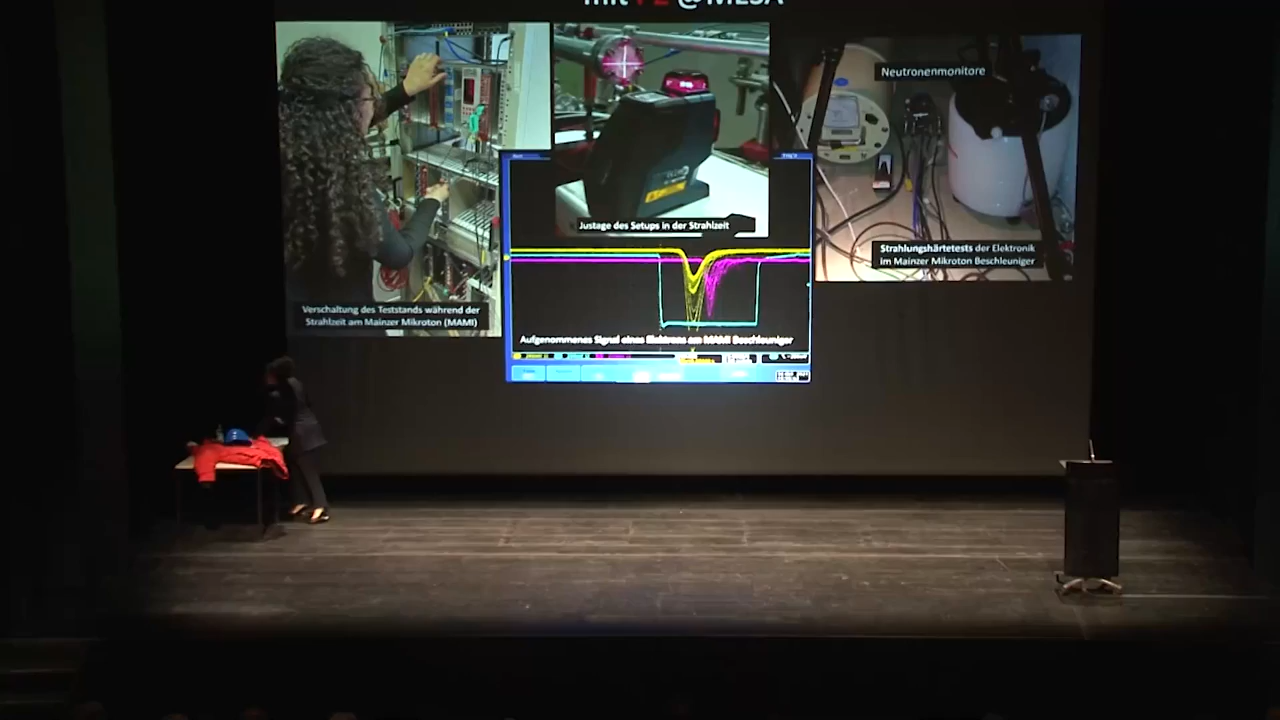 mit P2 @MESA
Neutronenmonitore
Justage des Setups in der Strahlzeit
Strahlungshärtetests der Elektronik
im Mainzer Mikroton Beschleuniger
Verschaltung des Teststands während der
Strahlzeit am Mainzer Mikroton (MAMI)
Aufgenommenes Signal eines Elektrons am MAMI Beschleuniger